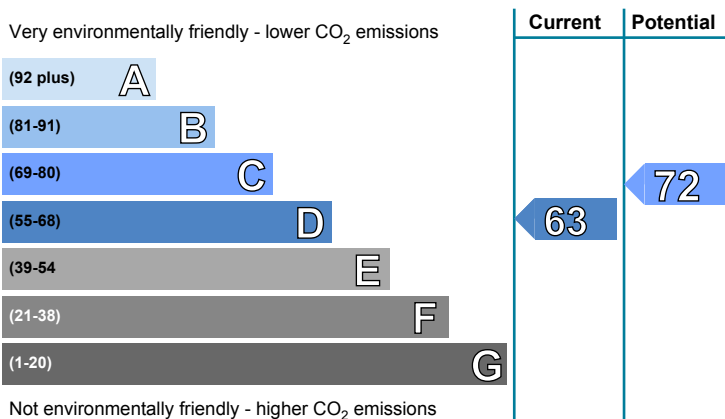 Current Potential
Very environmentally friendly - lower CO2 emissions
(92 plus) A
(81-91) B
(69-80) C
72
(55-68) D
63
(39-54 E
(21-38) F
(1-20) G
Not environmentally friendly - higher CO2 emissions